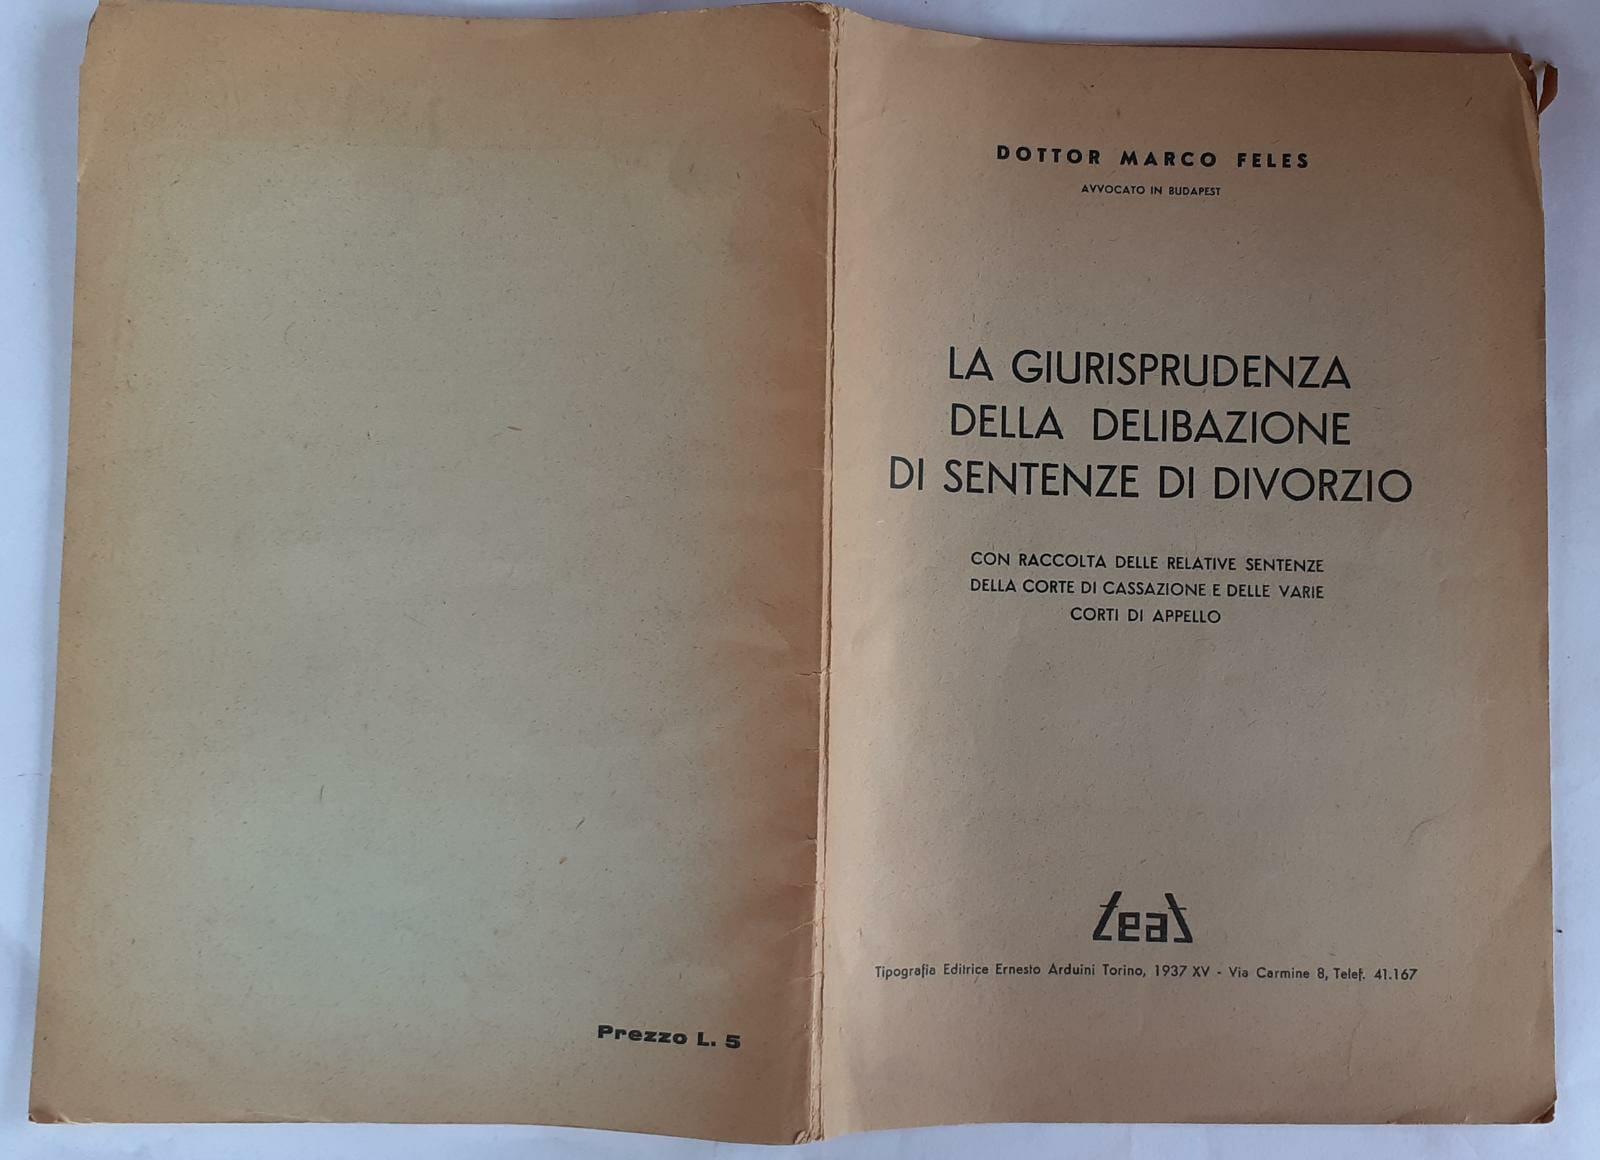 DOTTOR MARCO FELES
AVVOCATO IN BUDAPEST
LA GIURISPRUDENZA
DELLA DELIBAZIONE
DI SENTENZE DI DIVORZIO
CON RACCOLTA DELLE RELATIVE SENTENZE
DELLA CORTE DI CASSAZIONE E DELLE VARIE
CORTI DI APPELLO
teat
Tipografia Editrice Ernesto Arduini Torino, 1937 XV - Via Carmine 8, Telef. 41.167
Prezzo L. 5